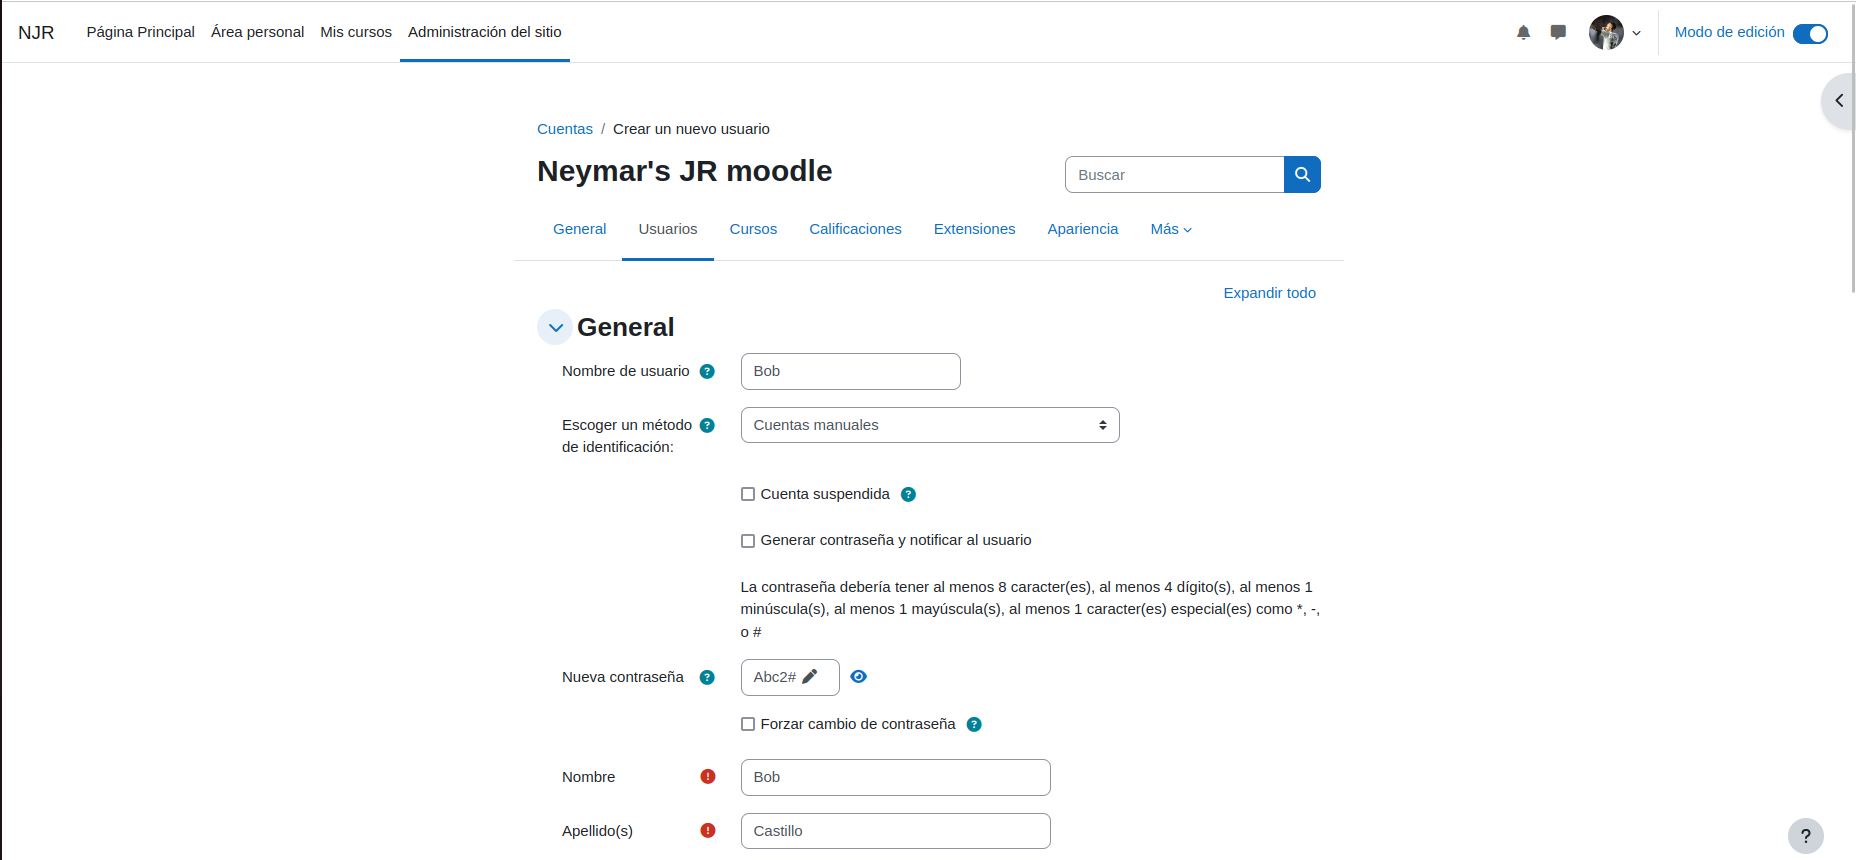 NJR Página Principal Área personal Mis cursos Administración del sitio Modo de edición
Cuentas / Crear un nuevo usuario
Neymar's JR moodle
Buscar
General Usuarios Cursos Calificaciones Extensiones Apariencia Más
Expandir todo
General
Nombre de usuario ? Bob
Escoger un método ? Cuentas manuales
de identificación:
Cuenta suspendida ?
Generar contraseña y notificar al usuario
La contraseña debería tener al menos 8 caracter(es), al menos 4 dígito(s), al menos 1
minúscula(s), al menos 1 mayúscula(s), al menos 1 caracter(es) especial(es) como *, -,
o #
Nueva contraseña ? Abc2#
Forzar cambio de contraseña ?
Nombre ! Bob
Apellido(s) ! Castillo
?